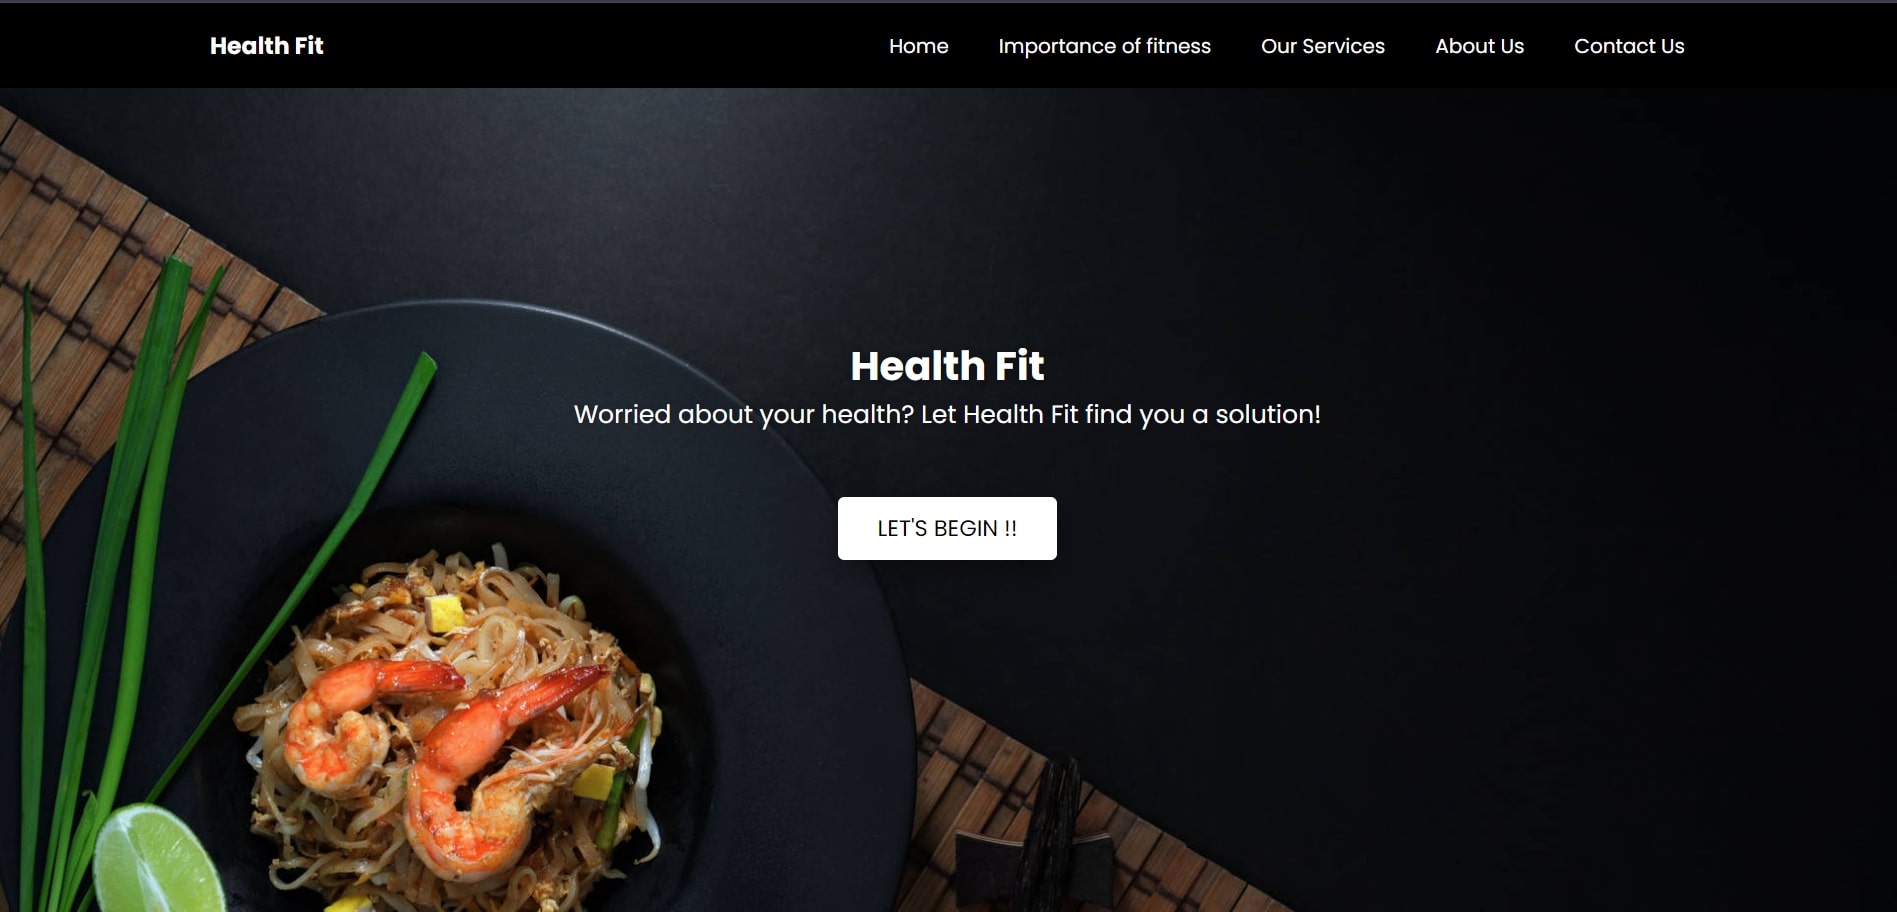 Health Fit
Home Importance of fitness Our Services About Us Contact Us
Health Fit
Worried about your health? Let Health Fit find you a solution!
LET'S BEGIN !!